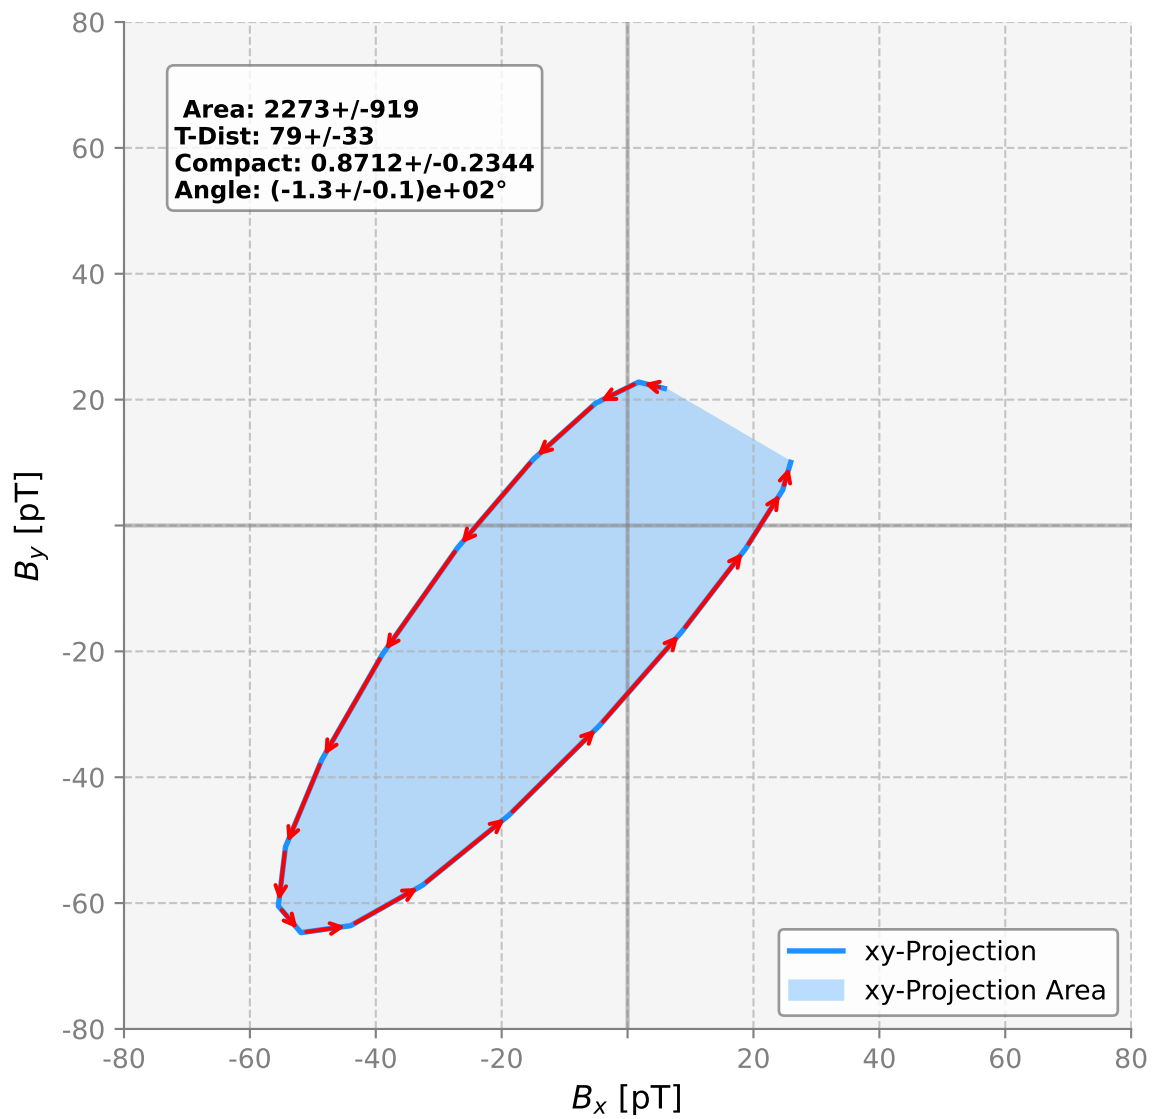 80
60
40
20
-20
-40
-60
-80
B_y [pT]
Area: 2273+/-919
T-Dist: 79+/-33
Compact: 0.8712+/-0.2344
Angle: (-1.3+/-0.1)e+02°
xy-Projection
xy-Projection Area
-80 -60 -40 -20 20 40 60 80
B_x [pT]